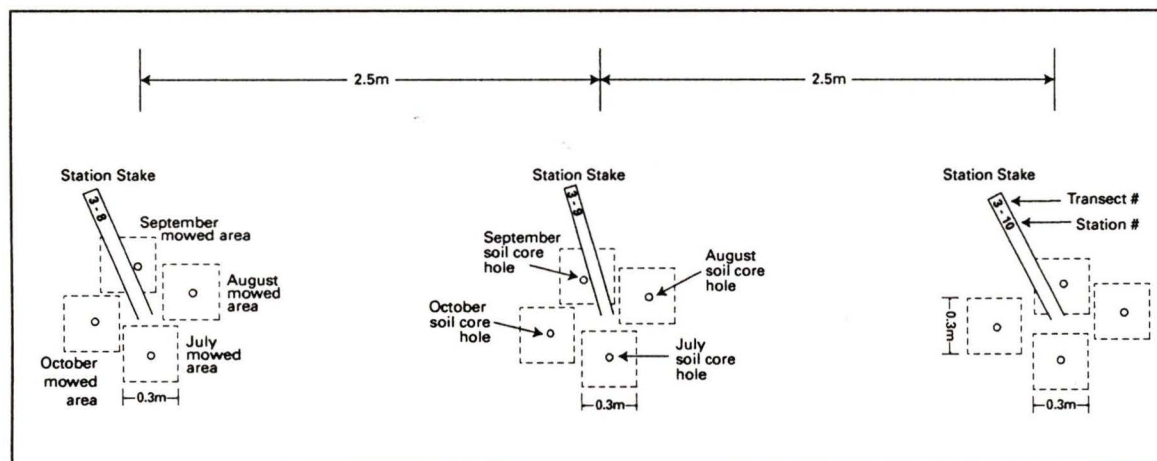 2.5m
2.5m
Station Stake
3-8
September
mowed area
August
mowed
area
July
mowed
area
October
mowed
area
0.3m
Station Stake
3-9
September
soil core
hole
August
soil core
hole
October
soil core
hole
July
soil core
hole
0.3m
Station Stake
3-10
Transect #
Station #
0.3m
0.3m